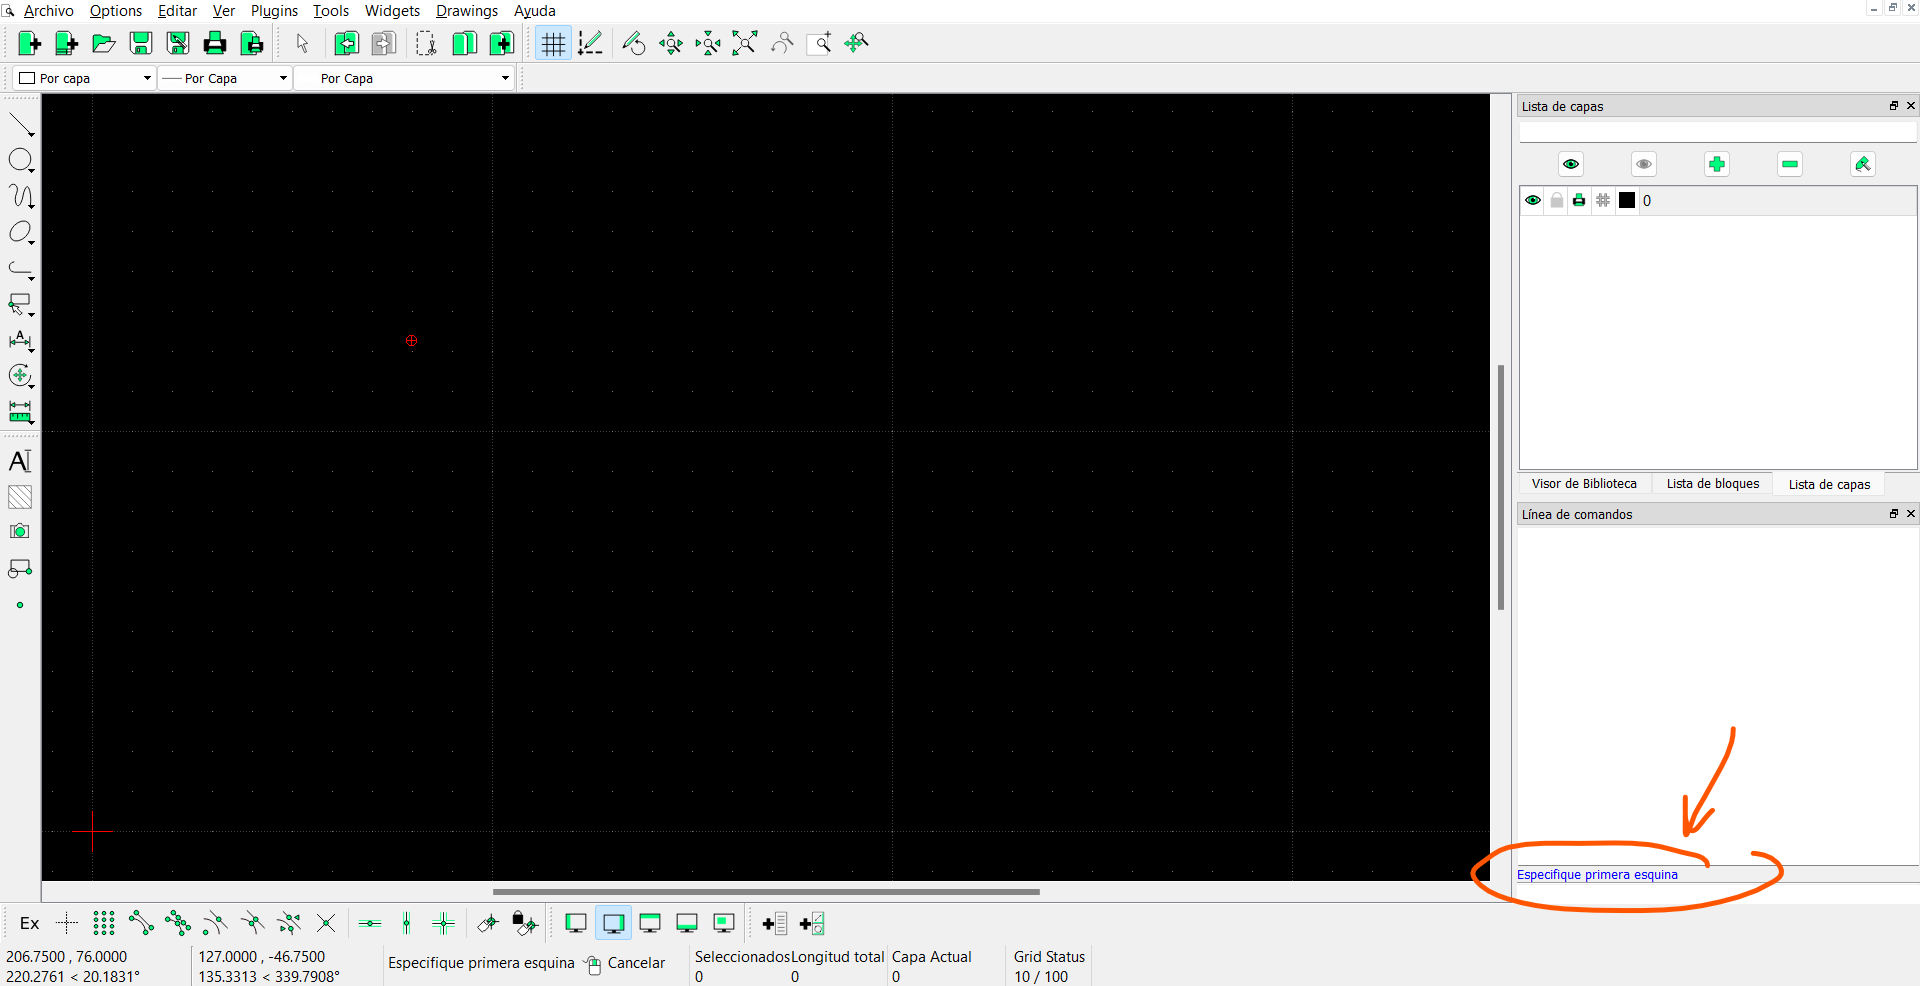 Archivo Options Editar Ver Plugins Tools Widgets Drawings Ayuda
Por capa Por Capa Por Capa
Lista de capas
0
A
A
Visor de Biblioteca Lista de bloques Lista de capas
Línea de comandos
Especifique primera esquina
Ex
206.7500 , 76.0000
220.2761 < 20.1831°
127.0000 , -46.7500
135.3313 < 339.7908°
Especifique primera esquina Cancelar
Seleccionados Longitud total Capa Actual Grid Status
0 0 0 10 / 100